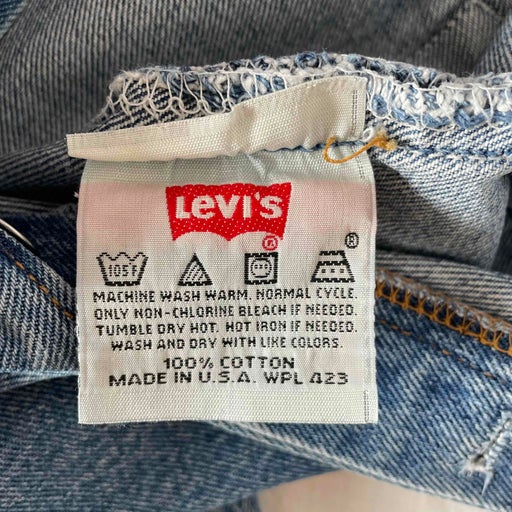 Levi's
®
®
105F
MACHINE WASH WARM. NORMAL CYCLE.
ONLY NON-CHLORINE BLEACH IF NEEDED.
TUMBLE DRY HOT. HOT IRON IF NEEDED.
WASH AND DRY WITH LIKE COLORS.
100% COTTON
MADE IN U.S.A. WPL 423